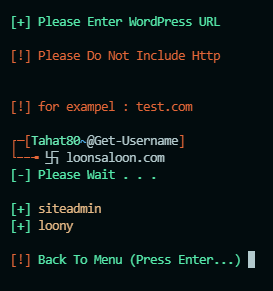 [+] Please Enter WordPress URL
[!] Please Do Not Include Http
[!] for exampel : test.com
┌─[Tahat80~@Get-Username]
└──╼ 卐 loonsaloon.com
[-] Please Wait . . .
[+] siteadmin
[+] loony
[!] Back To Menu (Press Enter...)